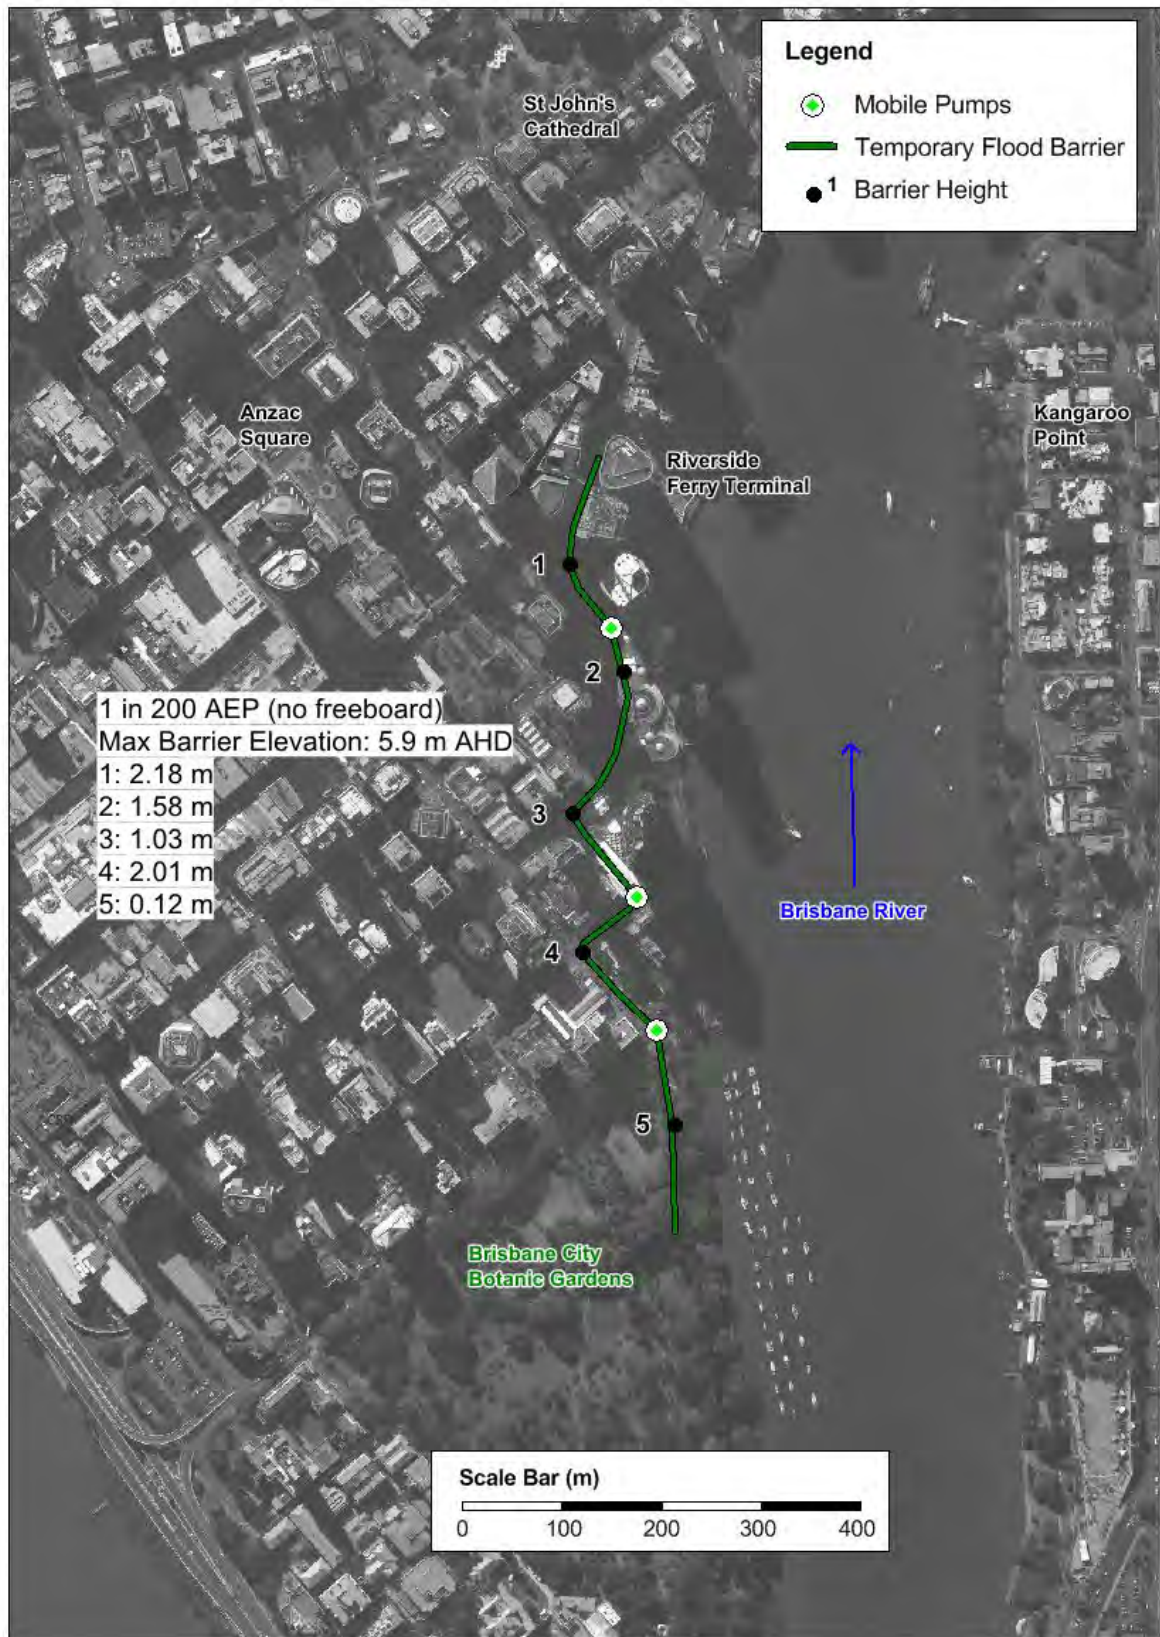 Legend
Mobile Pumps
Temporary Flood Barrier
1 Barrier Height
St John's
Cathedral
Anzac
Square
Kangaroo
Point
Riverside
Ferry Terminal
1
2
1 in 200 AEP (no freeboard)
Max Barrier Elevation: 5.9 m AHD
1: 2.18 m
2: 1.58 m
3: 1.03 m
4: 2.01 m
5: 0.12 m
3
Brisbane River
4
5
Brisbane City
Botanic Gardens
Scale Bar (m)
0 100 200 300 400